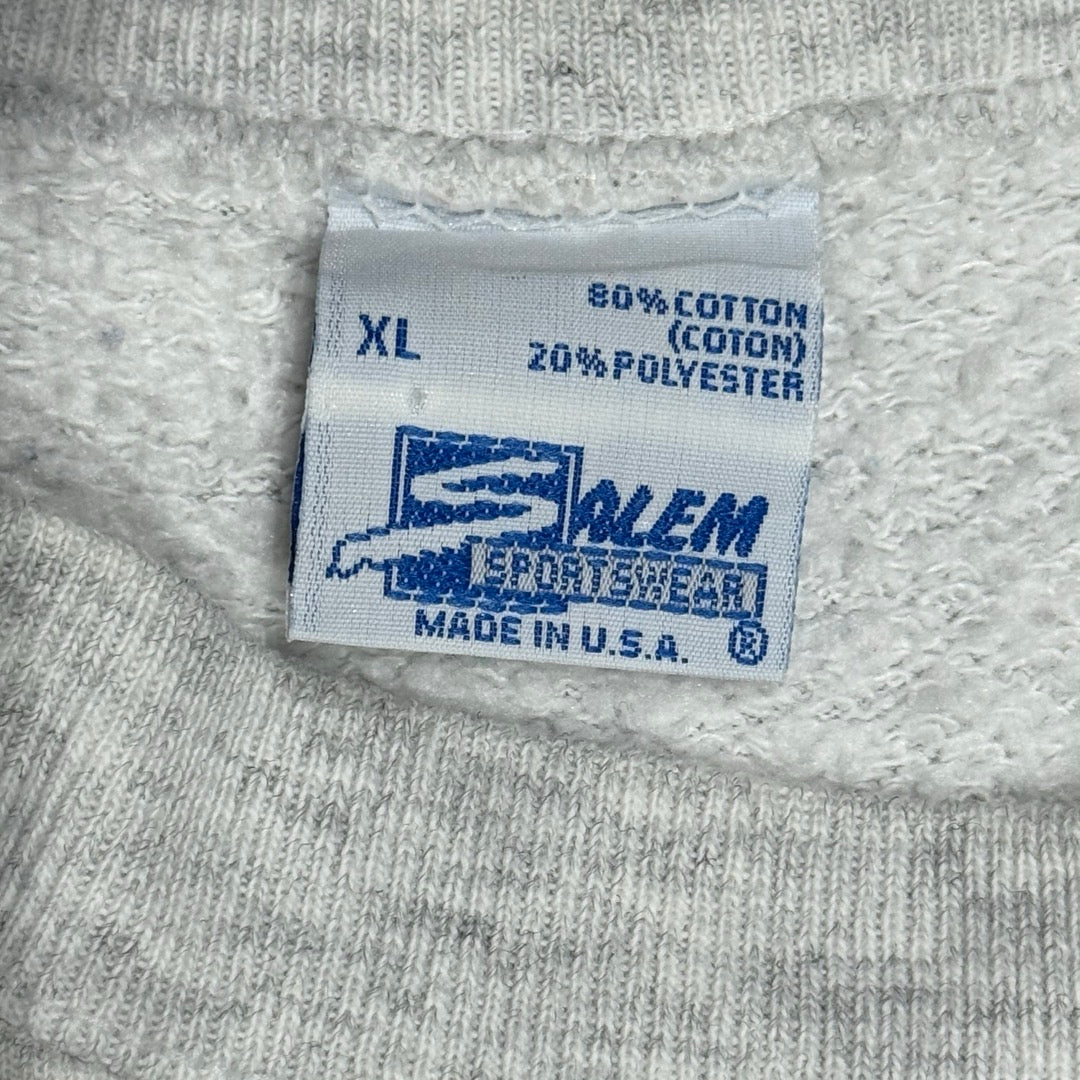 XL
80% COTTON
(COTON)
20% POLYESTER
SALEM
SPORTSWEAR
MADE IN U.S.A. ®